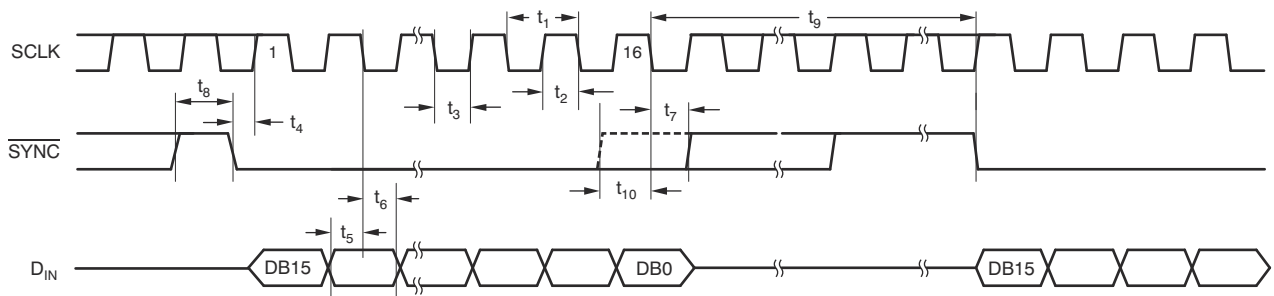 t1 t9
SCLK 1 16
t8 t3 t2 t7
t4
SYNC
t10
t6
t5
DIN DB15 DB0 DB15